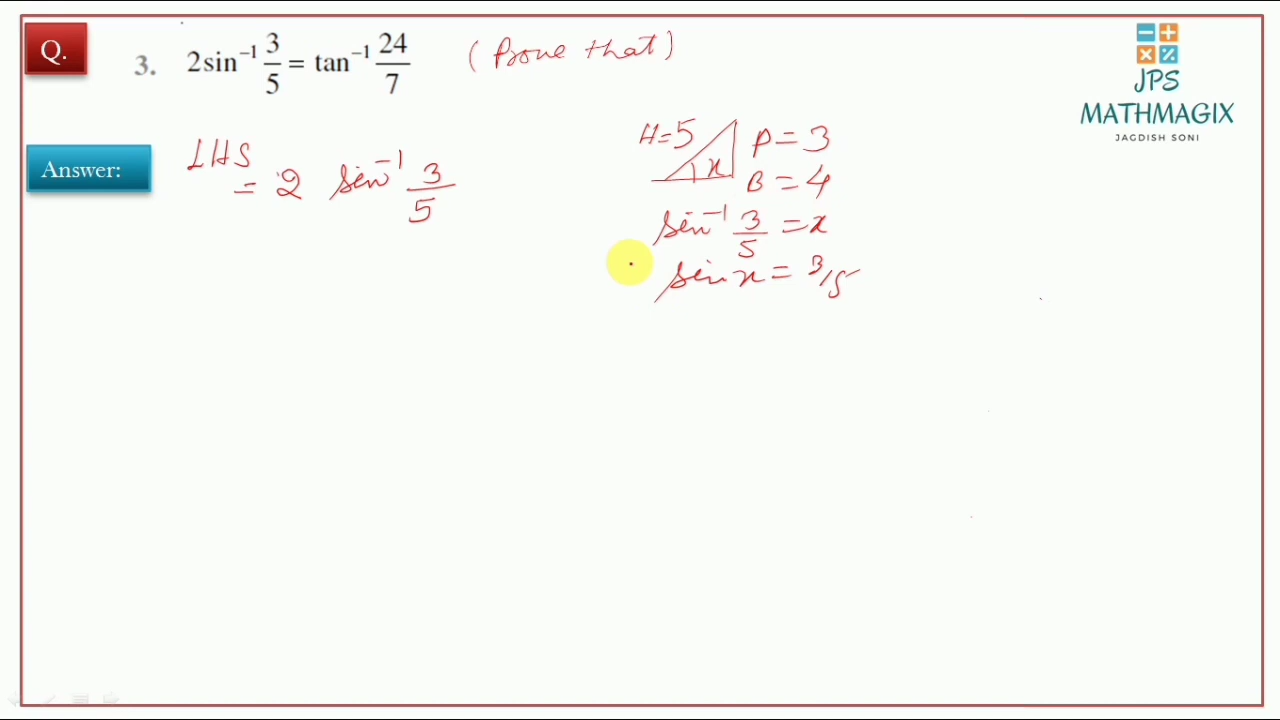 Q.
3. 2sin⁻¹ 3/5 = tan⁻¹ 24/7 (Prove that)
JPS
MATHMAGIX
JAGDISH SONI
Answer:
LHS
= 2 sin⁻¹ 3/5
H=5 x P = 3
B = 4
sin⁻¹ 3/5 = x
sin x = 3/5